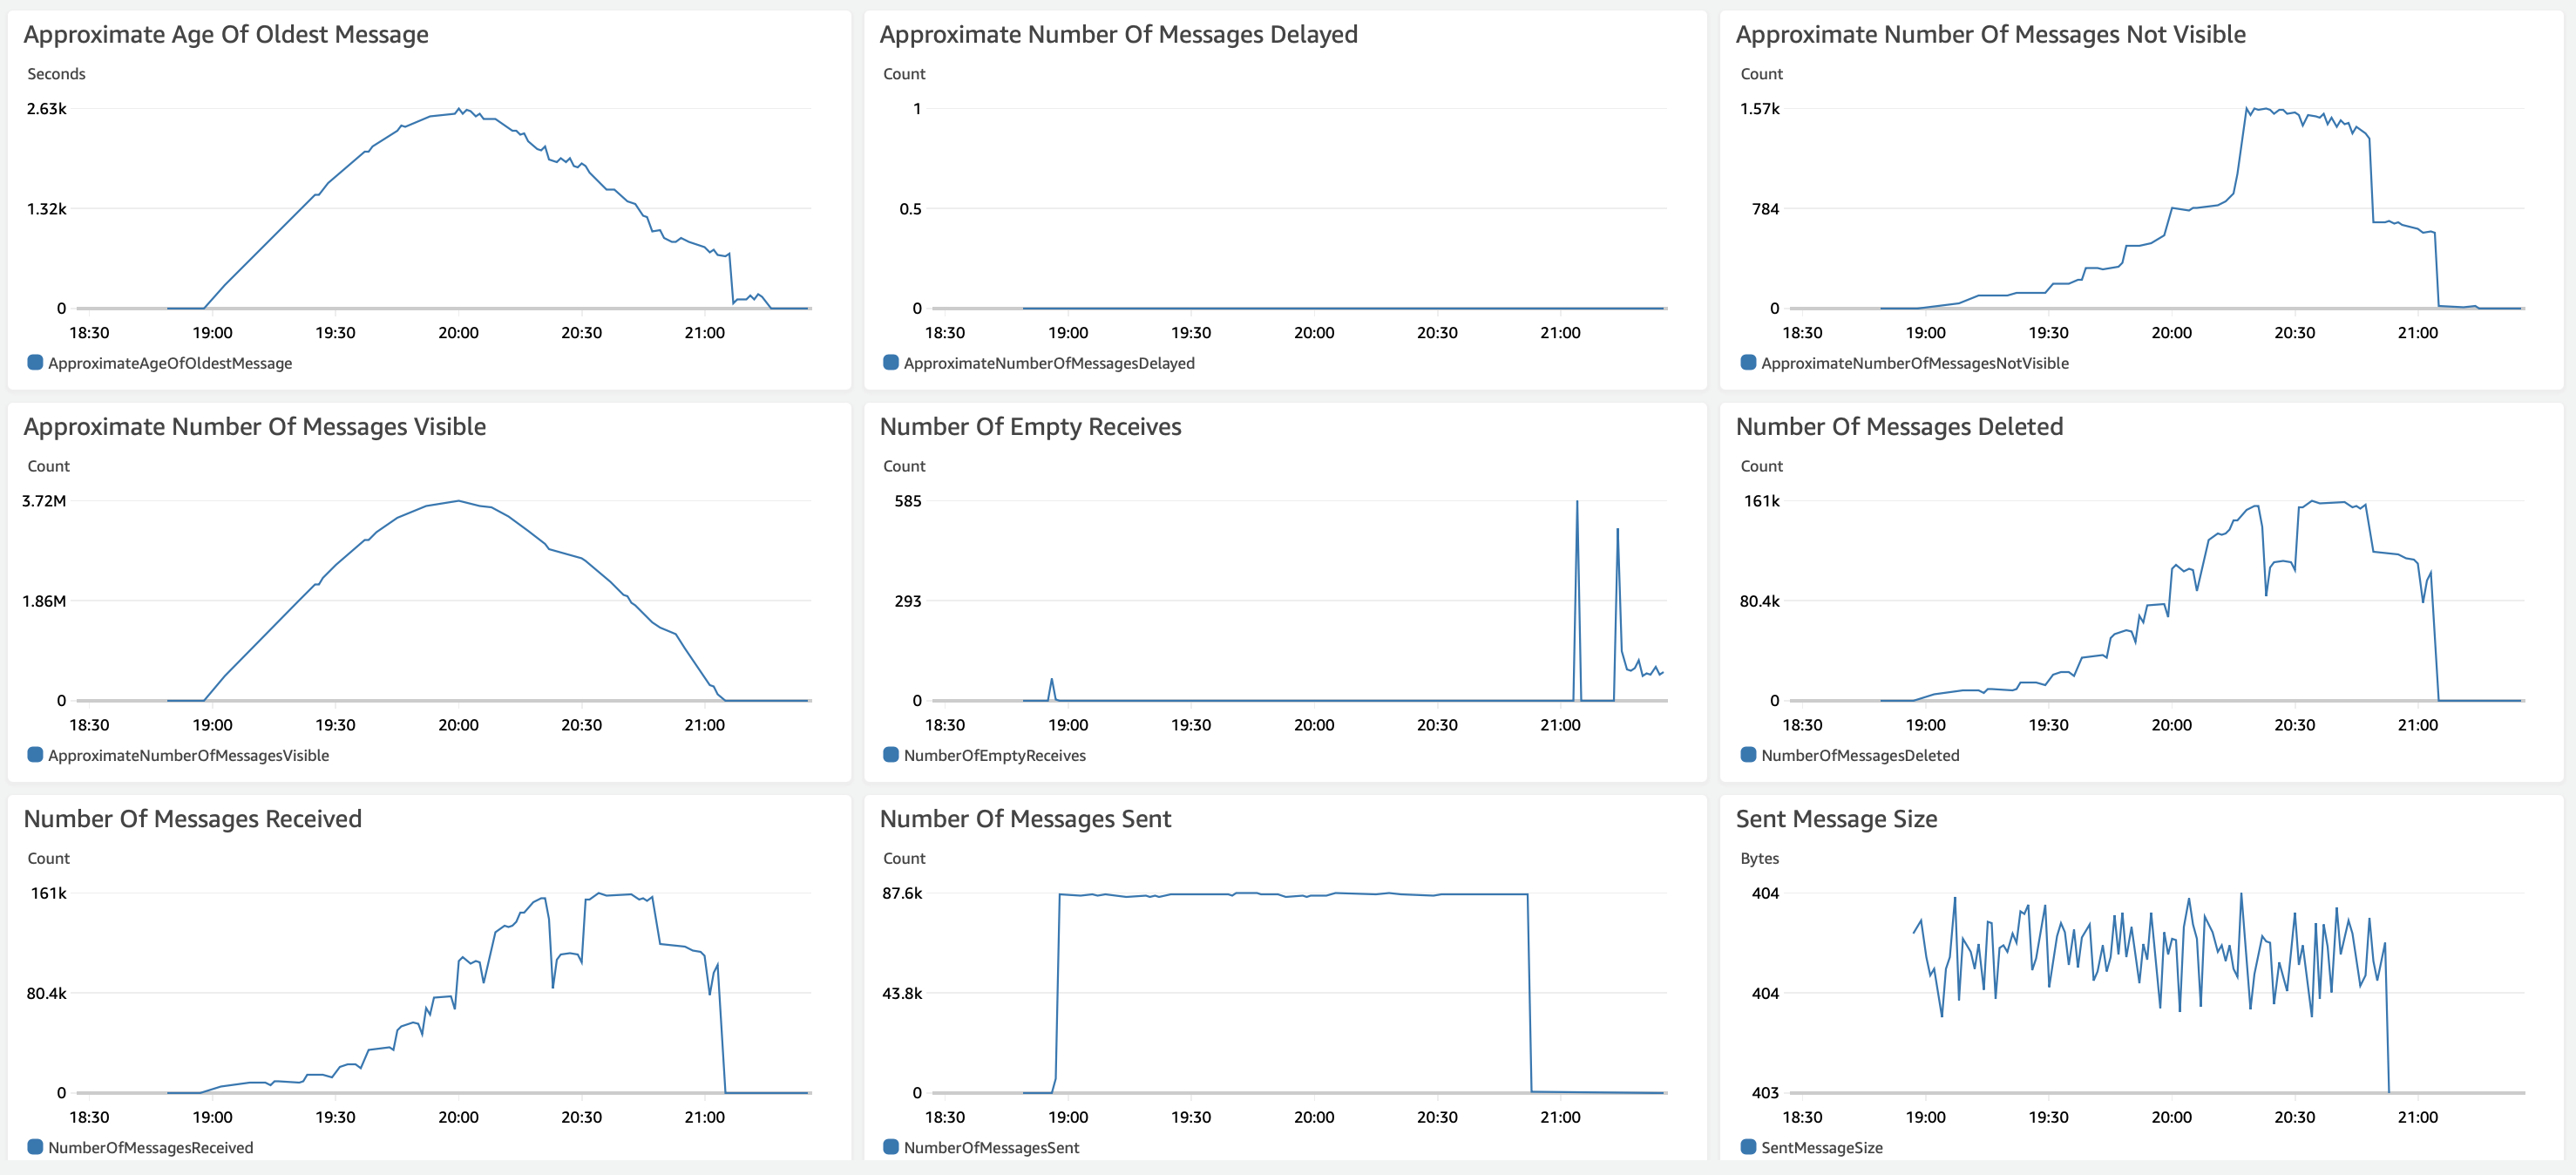 Approximate Age Of Oldest Message
Seconds
2.63k
1.32k
0
18:30 19:00 19:30 20:00 20:30 21:00
ApproximateAgeOfOldestMessage
Approximate Number Of Messages Delayed
Count
1
0.5
0
18:30 19:00 19:30 20:00 20:30 21:00
ApproximateNumberOfMessagesDelayed
Approximate Number Of Messages Not Visible
Count
1.57k
784
0
18:30 19:00 19:30 20:00 20:30 21:00
ApproximateNumberOfMessagesNotVisible
Approximate Number Of Messages Visible
Count
3.72M
1.86M
0
18:30 19:00 19:30 20:00 20:30 21:00
ApproximateNumberOfMessagesVisible
Number Of Empty Receives
Count
585
293
0
18:30 19:00 19:30 20:00 20:30 21:00
NumberOfEmptyReceives
Number Of Messages Deleted
Count
161k
80.4k
0
18:30 19:00 19:30 20:00 20:30 21:00
NumberOfMessagesDeleted
Number Of Messages Received
Count
161k
80.4k
0
18:30 19:00 19:30 20:00 20:30 21:00
NumberOfMessagesReceived
Number Of Messages Sent
Count
87.6k
43.8k
0
18:30 19:00 19:30 20:00 20:30 21:00
NumberOfMessagesSent
Sent Message Size
Bytes
404
404
403
18:30 19:00 19:30 20:00 20:30 21:00
SentMessageSize